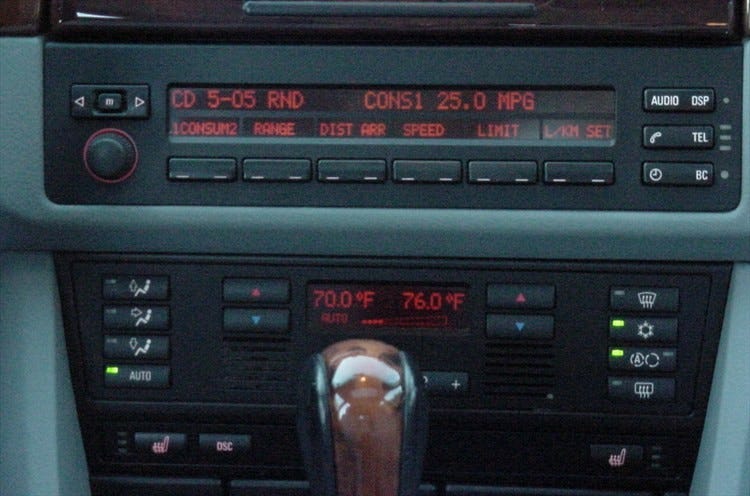 CD 5-05 RND CONS1 25.0 MPG
1CONSUM2 RANGE DIST ARR SPEED LIMIT L/KM SET
m
AUDIO DSP
TEL
BC
70.0°F 76.0°F
AUTO
AUTO
A
+
DSC